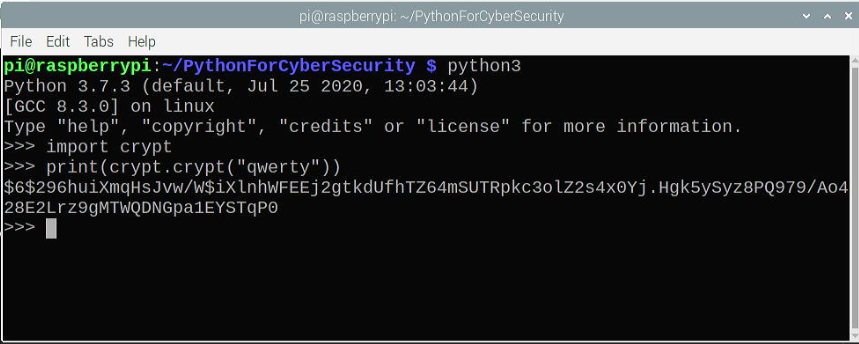 pi@raspberrypi: ~/PythonForCyberSecurity
File Edit Tabs Help
pi@raspberrypi:~/PythonForCyberSecurity $ python3
Python 3.7.3 (default, Jul 25 2020, 13:03:44)
[GCC 8.3.0] on linux
Type "help", "copyright", "credits" or "license" for more information.
>>> import crypt
>>> print(crypt.crypt("qwerty"))
$6$296huiXmqHsJvw/W$iXlnhWFEEj2gtkdUfhTZ64mSUTRpkc3olZ2s4x0Yj.Hgk5ySyz8PQ979/Ao4
28E2Lrz9gMTWQDNGpa1EYSTqP0
>>>